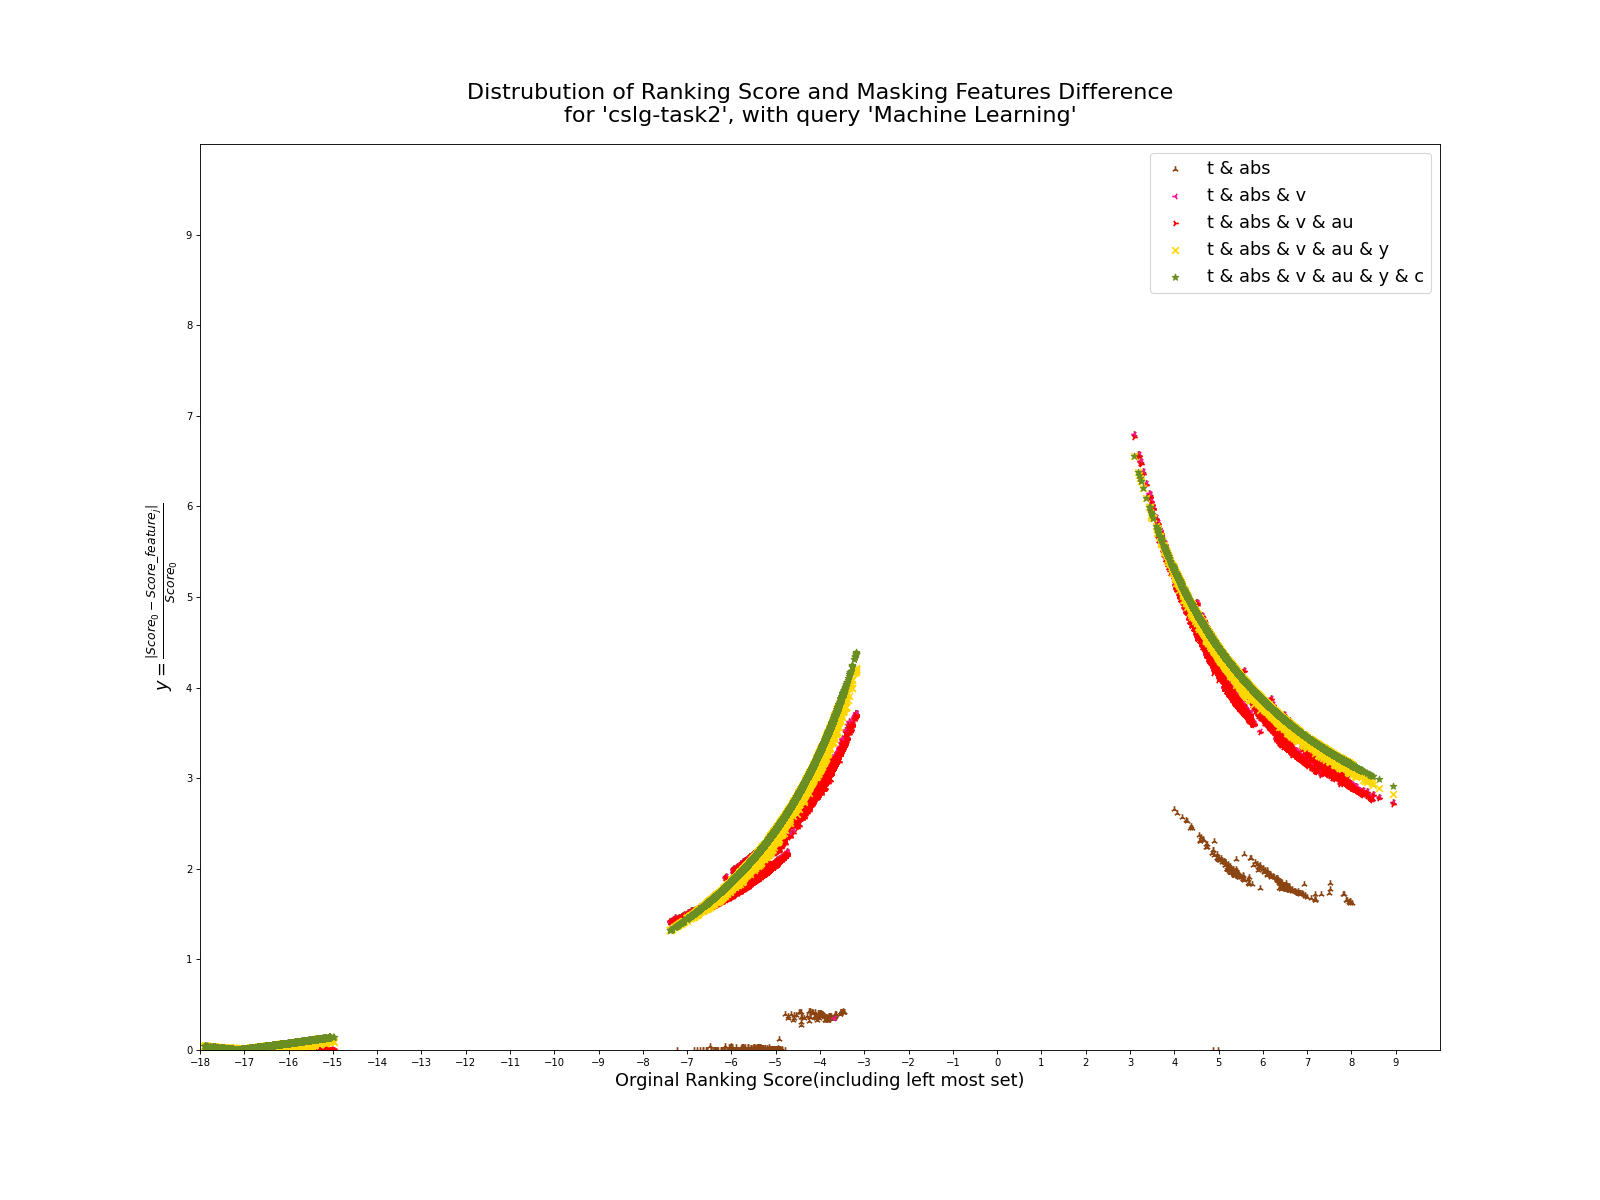 Distrubution of Ranking Score and Masking Features Difference
for 'cslg-task2', with query 'Machine Learning'
t & abs
t & abs & v
t & abs & v & au
t & abs & v & au & y
t & abs & v & au & y & c
y = |Score₀ − Score_featureⱼ| / Score₀
9
8
7
6
5
4
3
2
1
0
−18 −17 −16 −15 −14 −13 −12 −11 −10 −9 −8 −7 −6 −5 −4 −3 −2 −1 0 1 2 3 4 5 6 7 8 9
Orginal Ranking Score(including left most set)